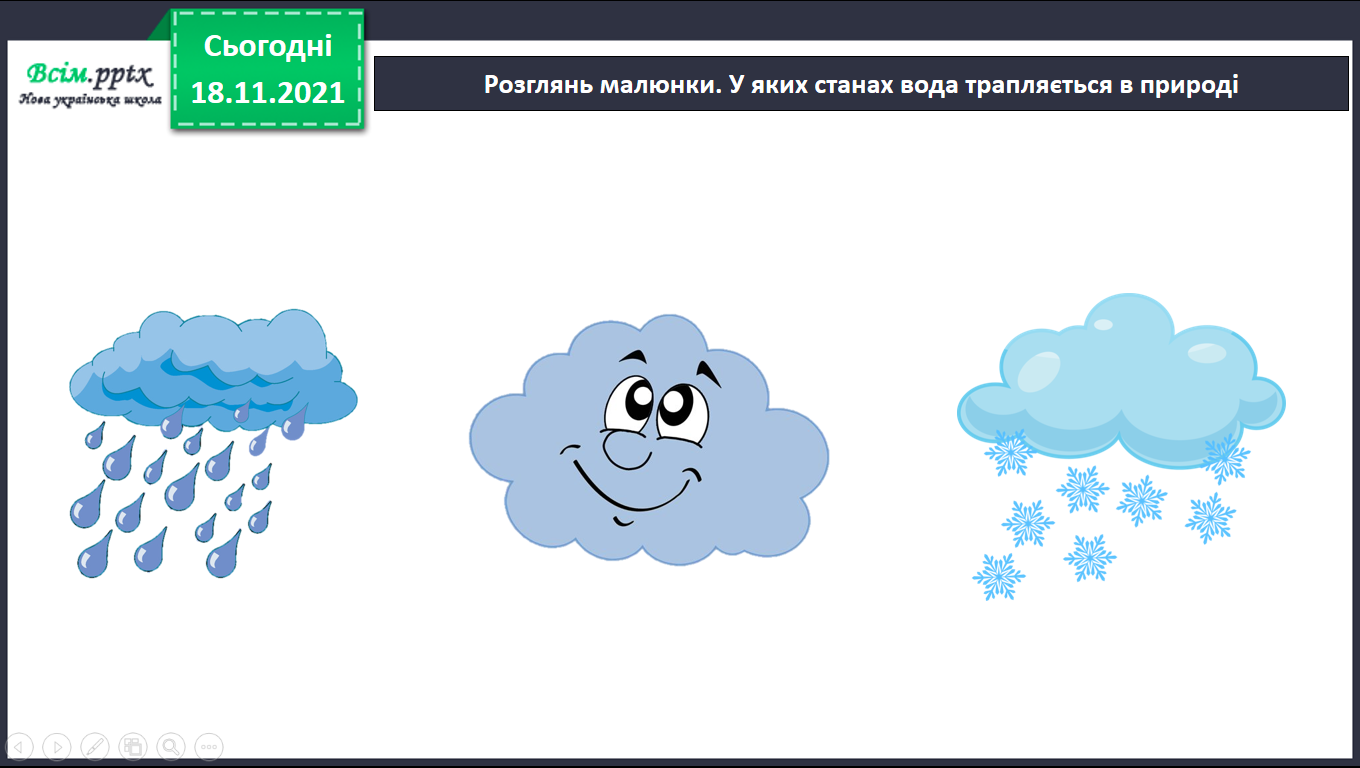 Всім.pptx
Нова українська школа
Сьогодні
18.11.2021
Розглянь малюнки. У яких станах вода трапляється в природі